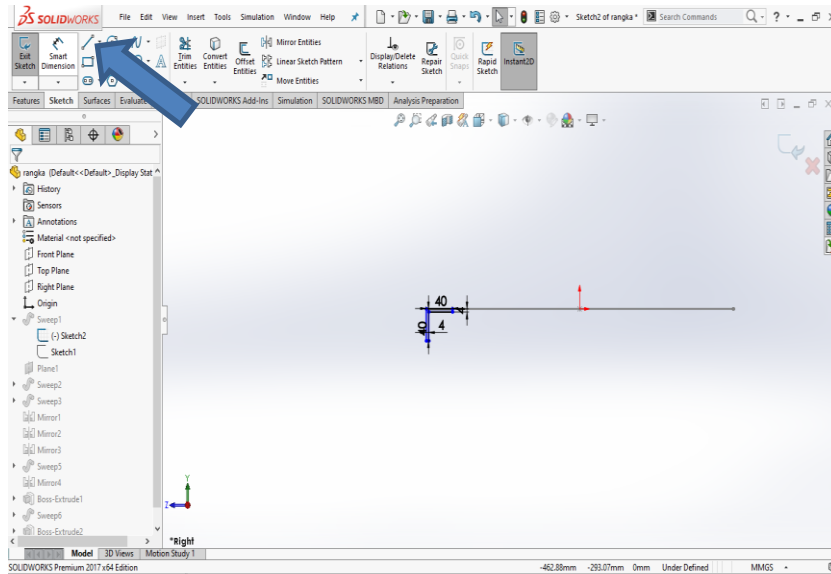 SOLIDWORKS File Edit View Insert Tools Simulation Window Help Sketch2 of rangka * Search Commands
Exit Sketch
Smart Dimension
Trim Entities
Convert Entities
Offset Entities
Mirror Entities
Linear Sketch Pattern
Move Entities
Display/Delete Relations
Repair Sketch
Quick Snaps
Rapid Sketch
Instant2D
Features Sketch Surfaces Evaluate SOLIDWORKS Add-Ins Simulation SOLIDWORKS MBD Analysis Preparation
rangka (Default<<Default>_Display Stat
History
Sensors
Annotations
Material <not specified>
Front Plane
Top Plane
Right Plane
Origin
Sweep1
(-) Sketch2
Sketch1
Plane1
Sweep2
Sweep3
Mirror1
Mirror2
Mirror3
Sweep5
Mirror4
Boss-Extrude1
Sweep6
Boss-Extrude2
40
4
40
4
Y
Z
*Right
Model 3D Views Motion Study 1
SOLIDWORKS Premium 2017 x64 Edition -462.88mm -293.07mm 0mm Under Defined MMGS